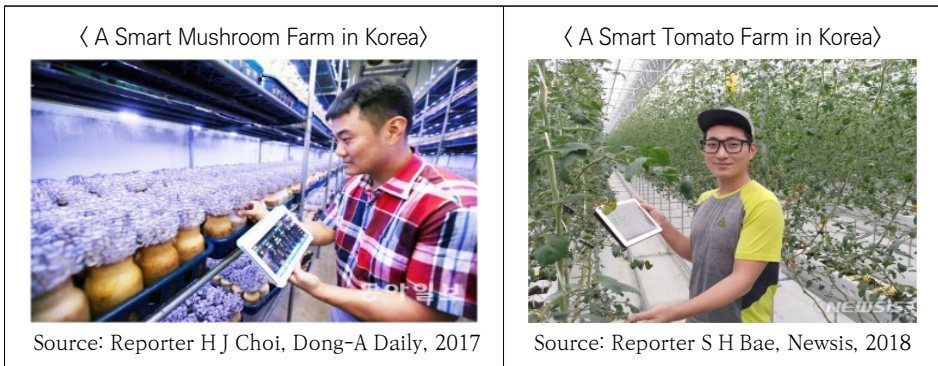 〈 A Smart Mushroom Farm in Korea〉
동아일보
Source: Reporter H J Choi, Dong-A Daily, 2017
〈 A Smart Tomato Farm in Korea〉
NEWSIS
Source: Reporter S H Bae, Newsis, 2018